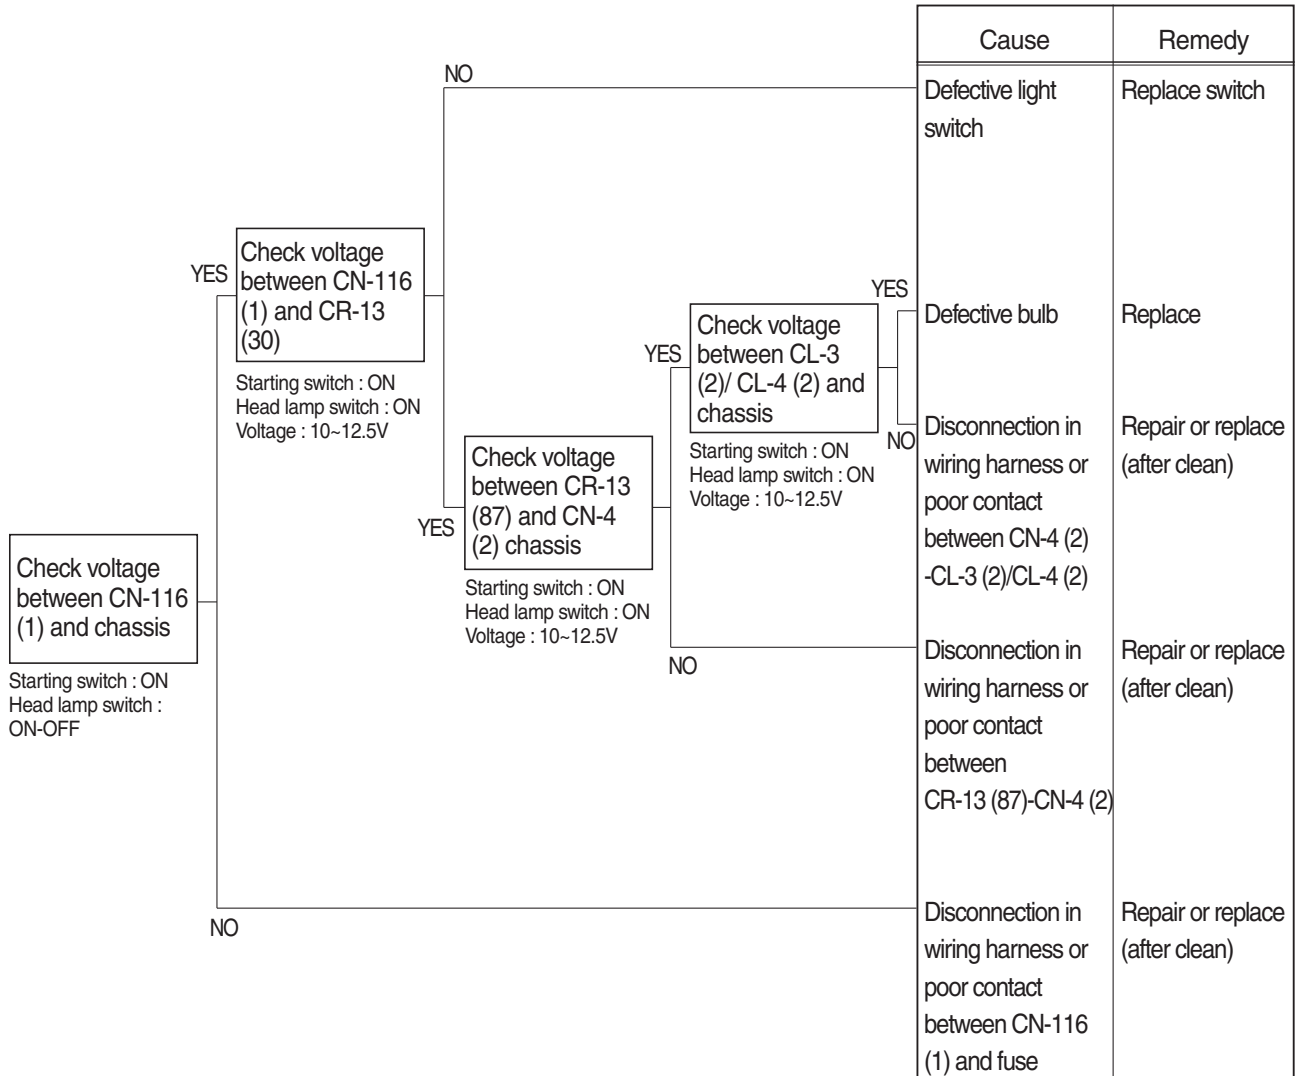 Cause
Remedy
NO
Defective light
switch
Replace switch
YES
Check voltage
between CN-116
(1) and CR-13
(30)
Starting switch : ON
Head lamp switch : ON
Voltage : 10~12.5V
YES
Defective bulb
Replace
YES
Check voltage
between CL-3
(2)/ CL-4 (2) and
chassis
Starting switch : ON
Head lamp switch : ON
Voltage : 10~12.5V
NO
Disconnection in
wiring harness or
poor contact
between CN-4 (2)
-CL-3 (2)/CL-4 (2)
Repair or replace
(after clean)
YES
Check voltage
between CR-13
(87) and CN-4
(2) chassis
Starting switch : ON
Head lamp switch : ON
Voltage : 10~12.5V
NO
Disconnection in
wiring harness or
poor contact
between
CR-13 (87)-CN-4 (2)
Repair or replace
(after clean)
Check voltage
between CN-116
(1) and chassis
Starting switch : ON
Head lamp switch :
ON-OFF
NO
Disconnection in
wiring harness or
poor contact
between CN-116
(1) and fuse
Repair or replace
(after clean)